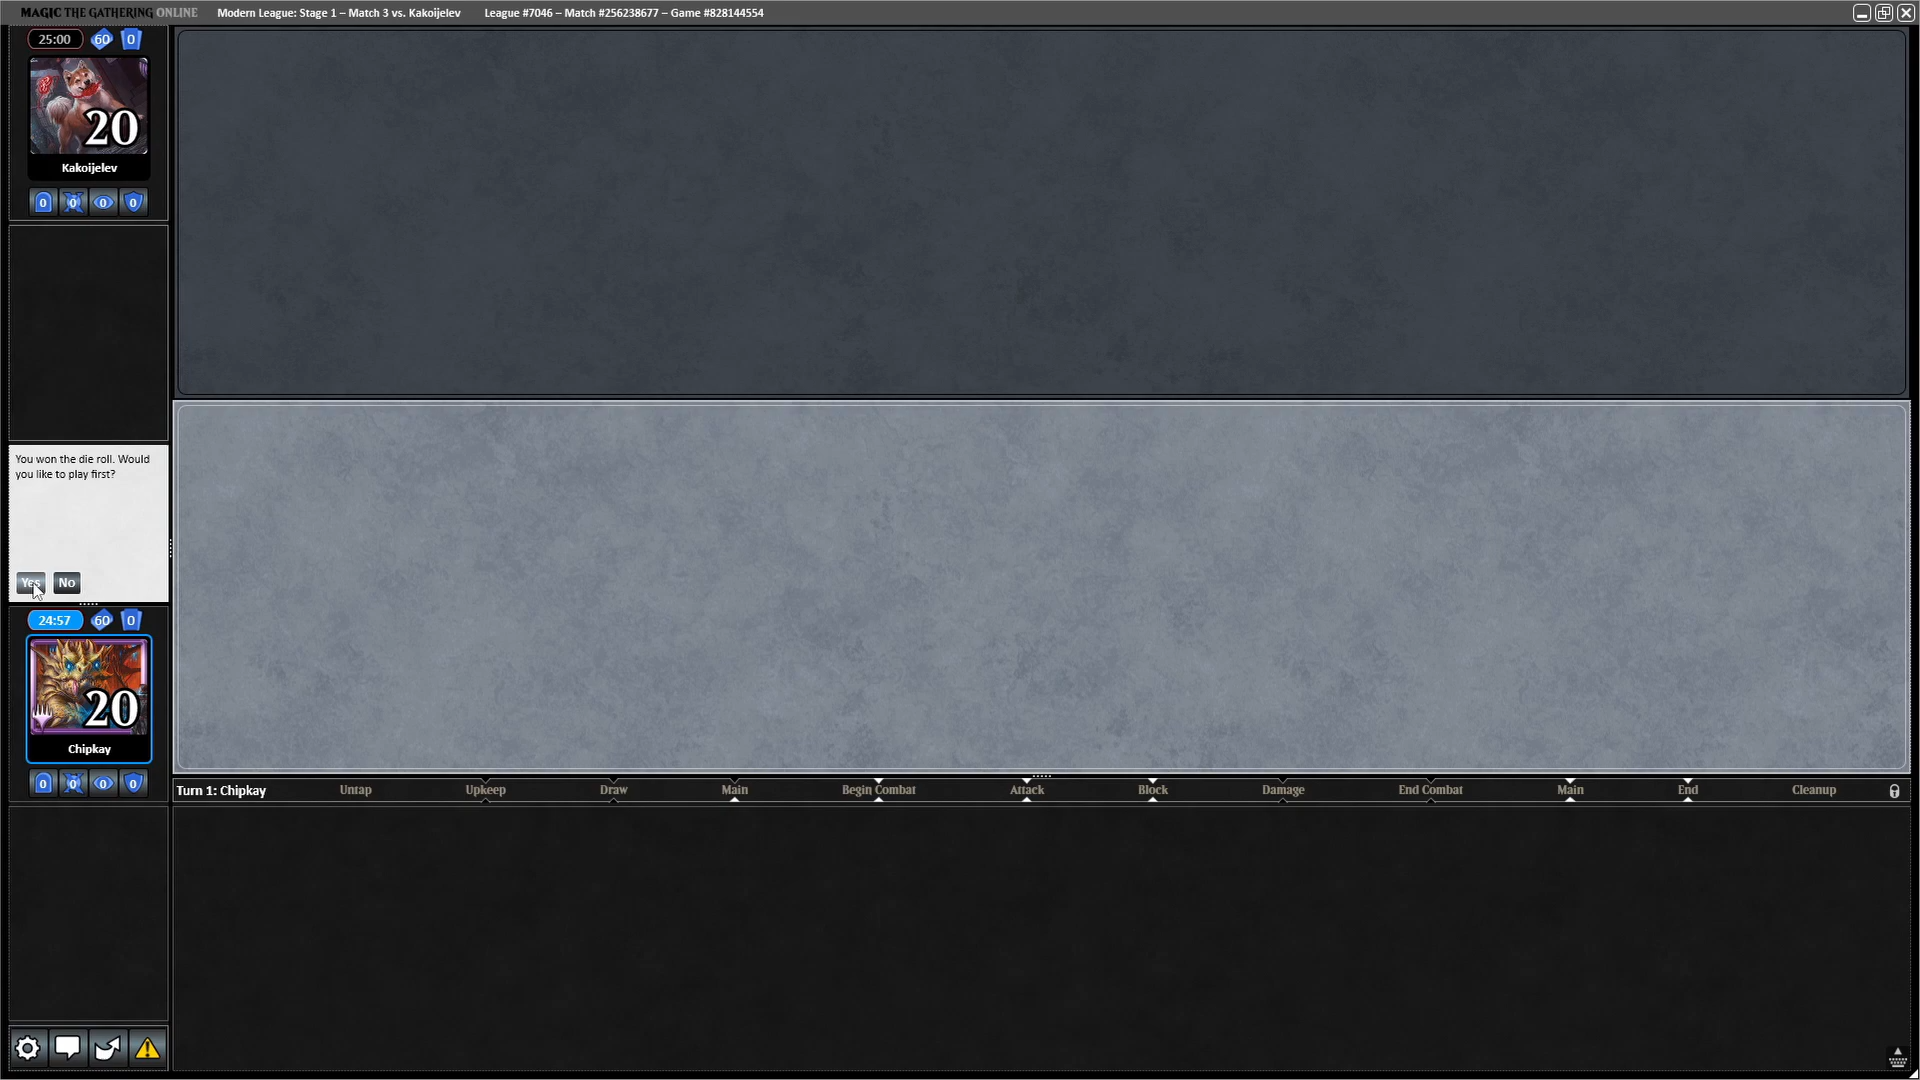 MAGIC THE GATHERING ONLINE Modern League: Stage 1 – Match 3 vs. Kakoijelev League #7046 – Match #256238677 – Game #828144554
25:00 60 0
20
Kakoijelev
0 0 0 0
You won the die roll. Would
you like to play first?
Yes No
24:57 60 0
20
Chipkay
0 0 0 0
Turn 1: Chipkay Untap Upkeep Draw Main Begin Combat Attack Block Damage End Combat Main End Cleanup